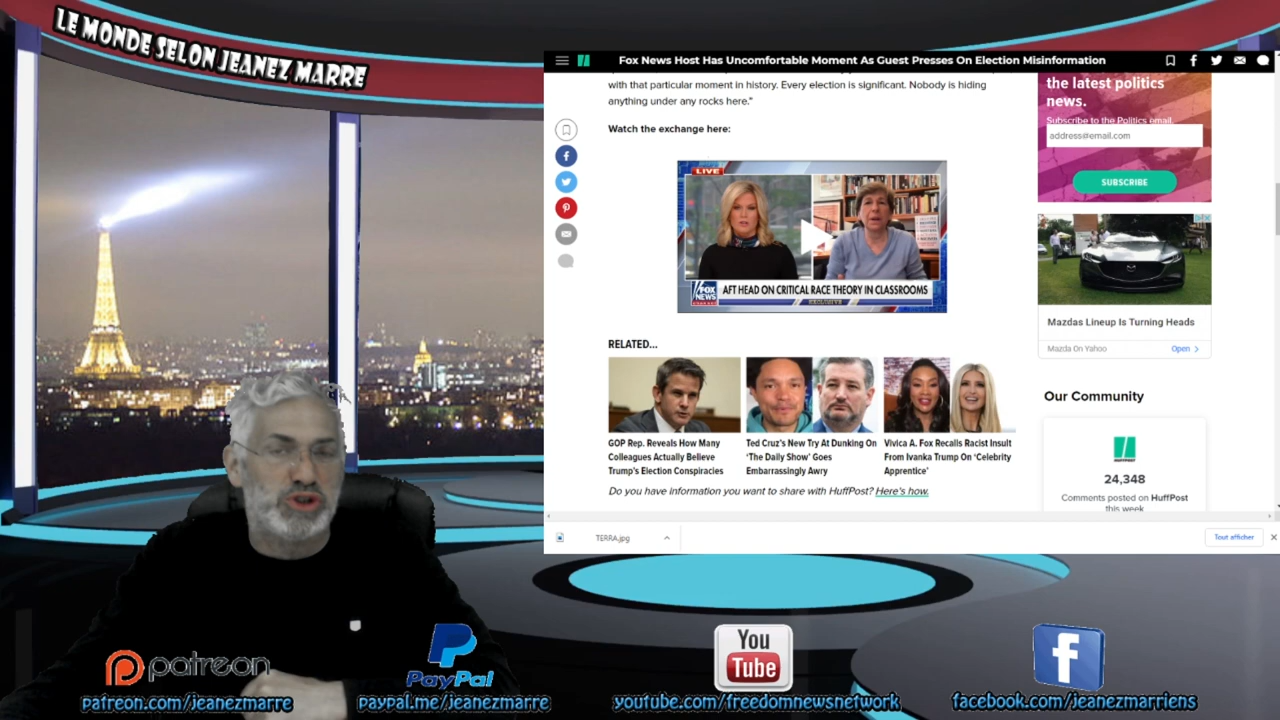 LE MONDE SELON JEANEZ MARRE
Fox News Host Has Uncomfortable Moment As Guest Presses On Election Misinformation
with that particular moment in history. Every election is significant. Nobody is hiding
anything under any rocks here."
Watch the exchange here:
LIVE
FOX
NEWS
AFT HEAD ON CRITICAL RACE THEORY IN CLASSROOMS
EXCLUSIVE
RELATED...
GOP Rep. Reveals How Many
Colleagues Actually Believe
Trump's Election Conspiracies
Ted Cruz's New Try At Dunking On
'The Daily Show' Goes
Embarrassingly Awry
Vivica A. Fox Recalls Racist Insult
From Ivanka Trump On 'Celebrity
Apprentice'
Do you have information you want to share with HuffPost? Here's how.
the latest politics
news.
Subscribe to the Politics email.
address@email.com
SUBSCRIBE
Mazdas Lineup Is Turning Heads
Mazda On Yahoo
Open
Our Community
HUFFPOST
24,348
Comments posted on HuffPost
this week
TERRA.jpg
Tout afficher
patreon
patreon.com/jeanezmarre
PayPal
paypal.me/jeanezmarre
You
Tube
youtube.com/freedomnewsnetwork
facebook.com/jeanezmarriens